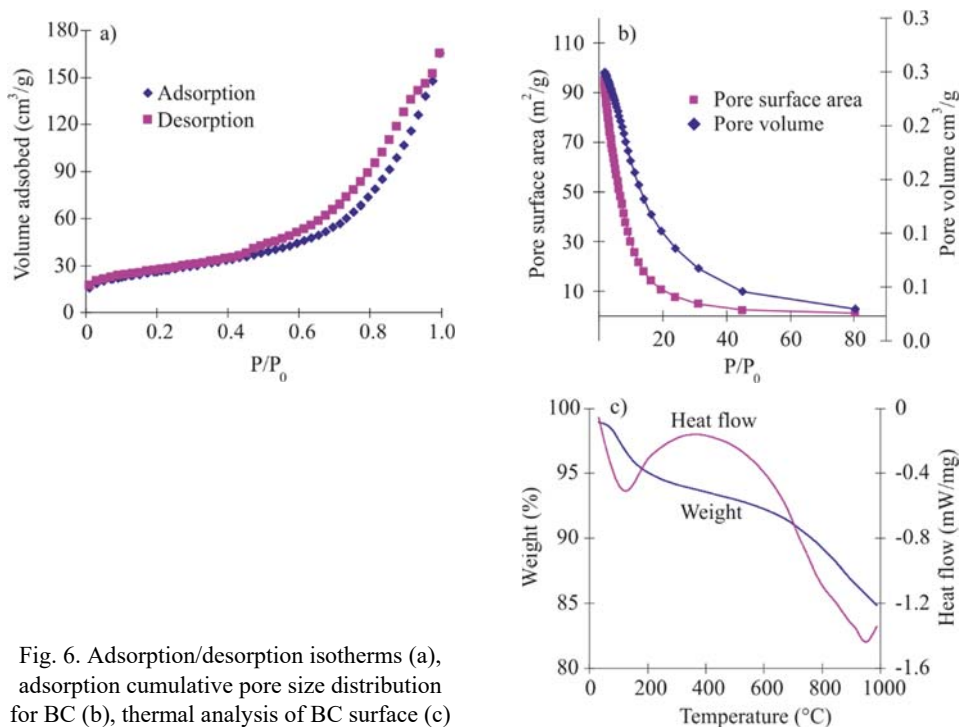 a)
Volume adsobed (cm³/g)
180
150
120
90
60
30
0
Adsorption
Desorption
0 0.2 0.4 0.6 0.8 1.0
P/P₀
b)
Pore surface area (m²/g)
110
90
70
50
30
10
Pore surface area
Pore volume
Pore volume cm³/g
0.3
0.3
0.2
0.2
0.1
0.1
0.0
20 40 60 80
P/P₀
c)
Weight (%)
100
95
90
85
80
Heat flow
Weight
Heat flow (mW/mg)
0
-0.4
-0.8
-1.2
-1.6
0 200 400 600 800 1000
Temperature (°C)
Fig. 6. Adsorption/desorption isotherms (a),
adsorption cumulative pore size distribution
for BC (b), thermal analysis of BC surface (c)